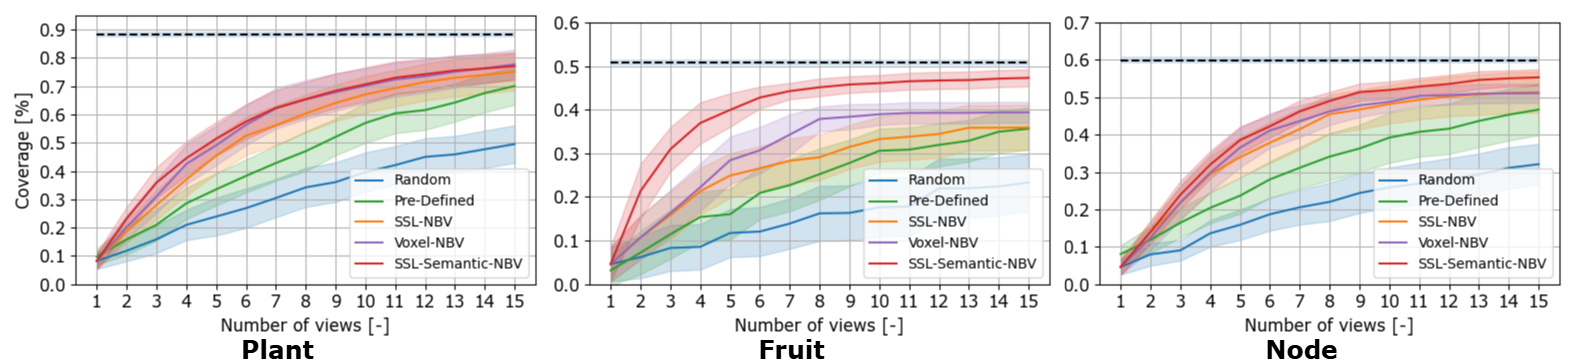 Coverage [%]
0.9
0.8
0.7
0.6
0.5
0.4
0.3
0.2
0.1
0.0
Random
Pre-Defined
SSL-NBV
Voxel-NBV
SSL-Semantic-NBV
1 2 3 4 5 6 7 8 9 10 11 12 13 14 15
Number of views [-]
Plant
0.6
0.5
0.4
0.3
0.2
0.1
0.0
Random
Pre-Defined
SSL-NBV
Voxel-NBV
SSL-Semantic-NBV
1 2 3 4 5 6 7 8 9 10 11 12 13 14 15
Number of views [-]
Fruit
0.7
0.6
0.5
0.4
0.3
0.2
0.1
0.0
Random
Pre-Defined
SSL-NBV
Voxel-NBV
SSL-Semantic-NBV
1 2 3 4 5 6 7 8 9 10 11 12 13 14 15
Number of views [-]
Node